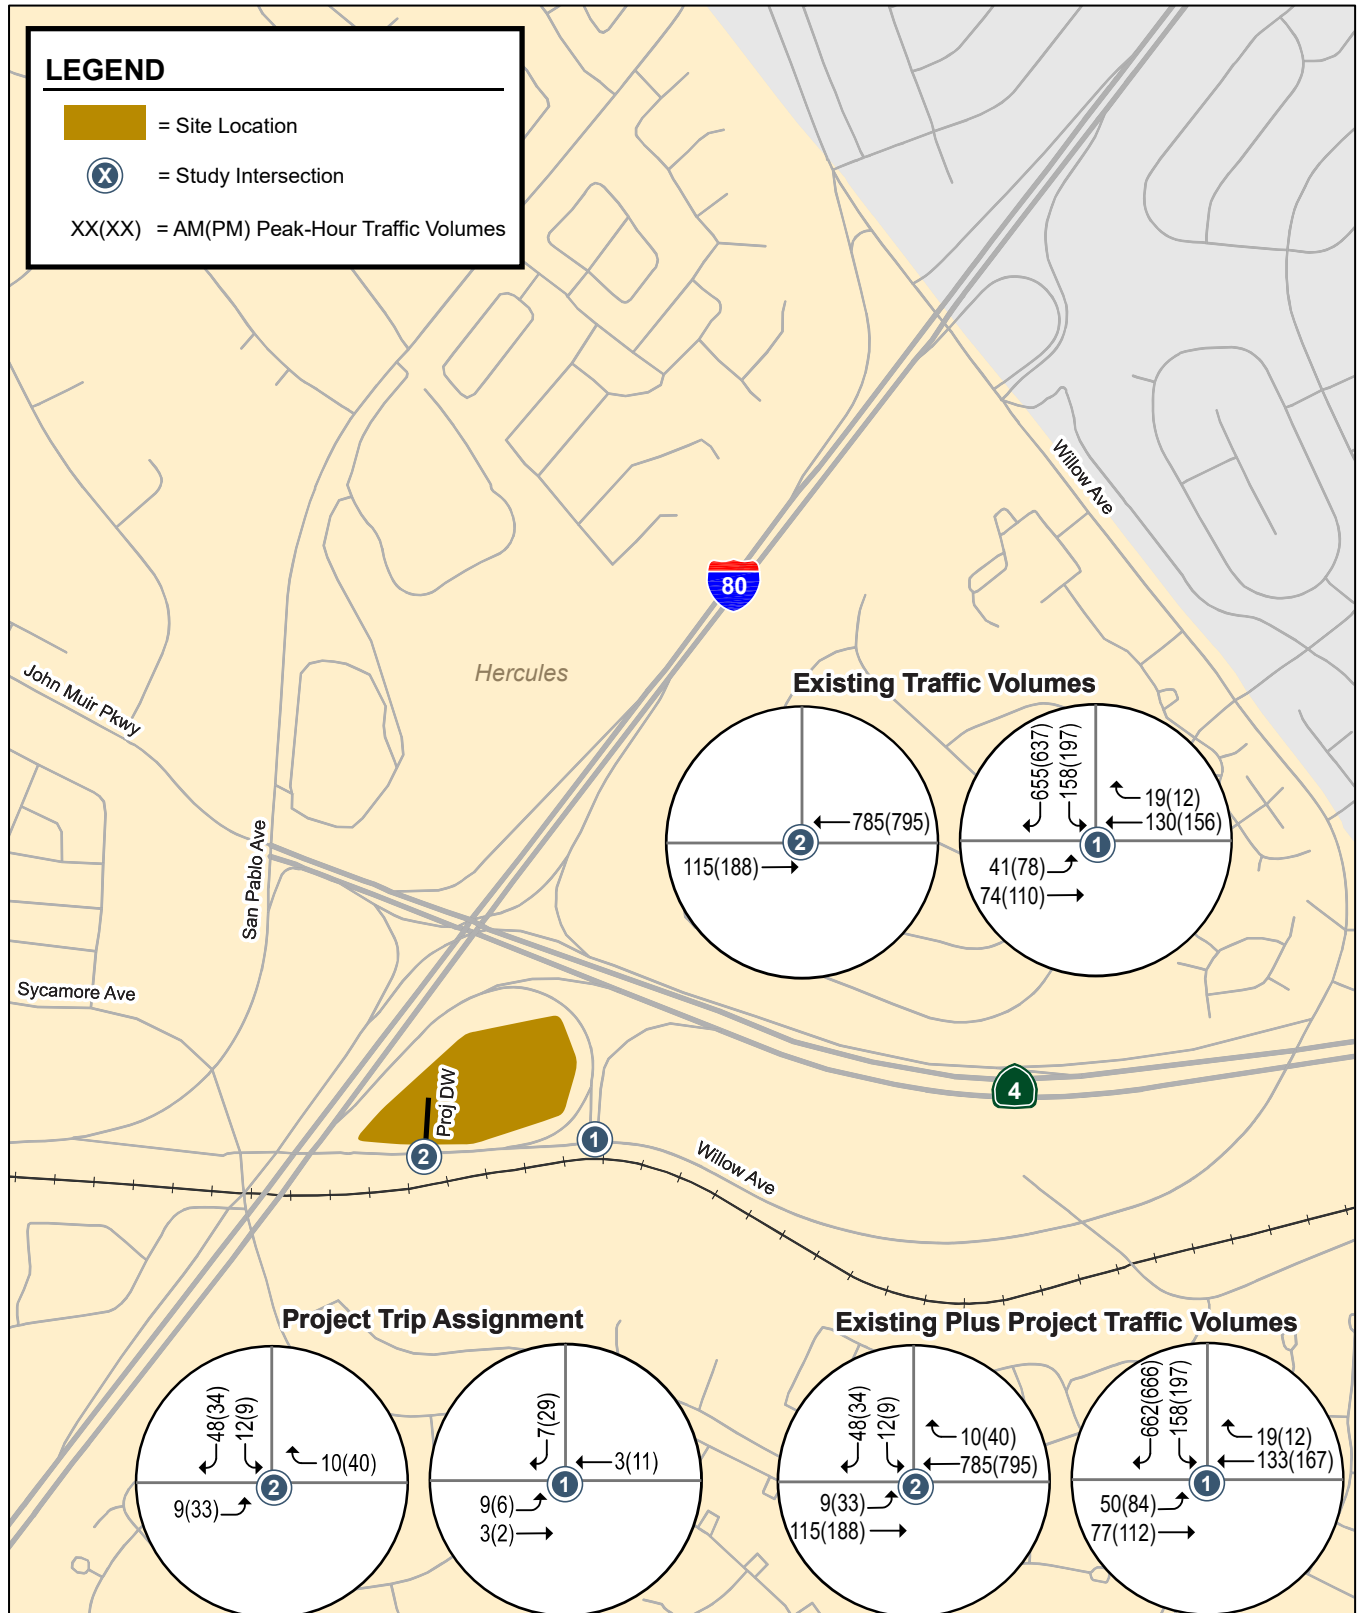 LEGEND
= Site Location
X = Study Intersection
XX(XX) = AM(PM) Peak-Hour Traffic Volumes
Willow Ave
80
Hercules
John Muir Pkwy
San Pablo Ave
Sycamore Ave
Existing Traffic Volumes
785(795)
2
115(188)
655(637)
158(197)
19(12)
130(156)
1
41(78)
74(110)
4
Proj DW
2
1
Willow Ave
Project Trip Assignment
48(34)
12(9)
10(40)
2
9(33)
7(29)
3(11)
1
9(6)
3(2)
Existing Plus Project Traffic Volumes
48(34)
12(9)
10(40)
785(795)
2
9(33)
115(188)
662(666)
158(197)
19(12)
133(167)
1
50(84)
77(112)